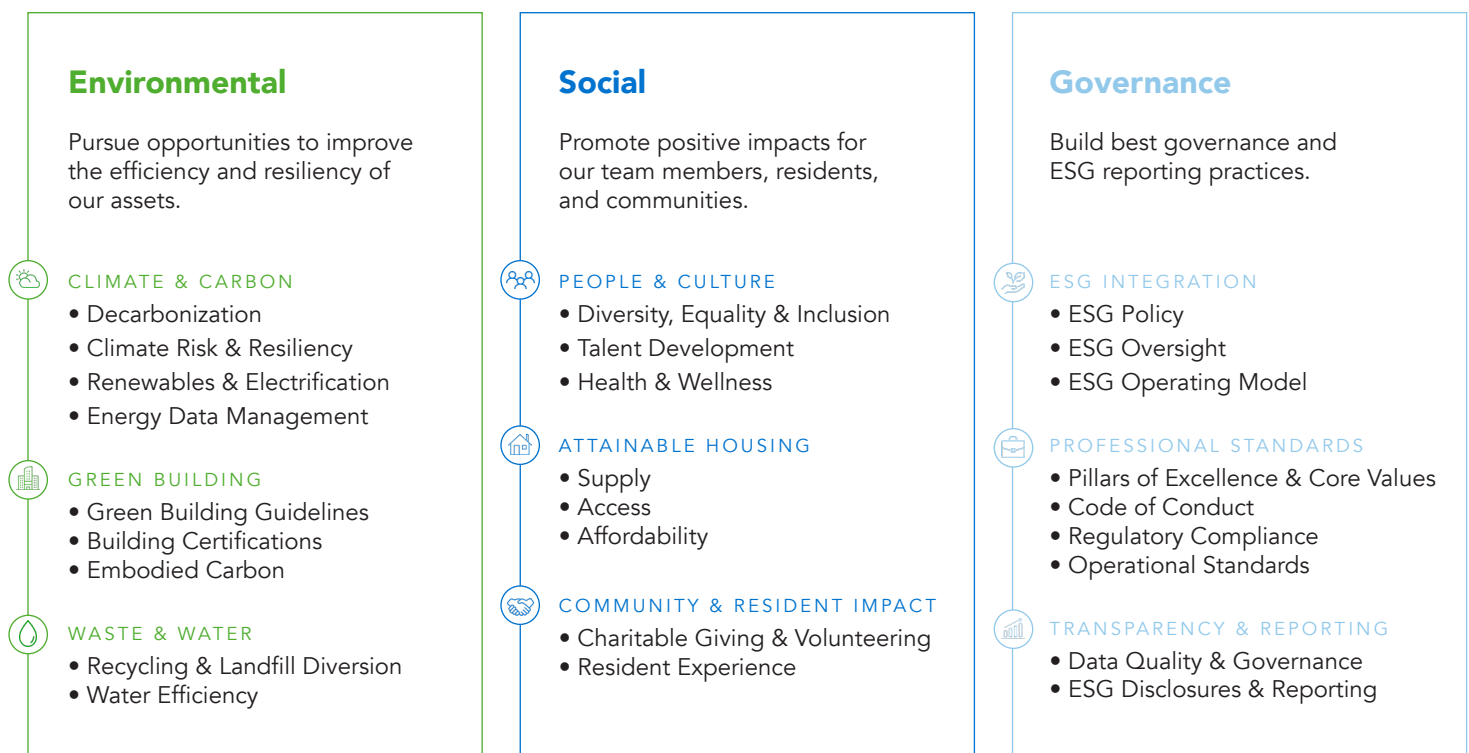 Environmental
Pursue opportunities to improve
the efficiency and resiliency of
our assets.
CLIMATE & CARBON
• Decarbonization
• Climate Risk & Resiliency
• Renewables & Electrification
• Energy Data Management
GREEN BUILDING
• Green Building Guidelines
• Building Certifications
• Embodied Carbon
WASTE & WATER
• Recycling & Landfill Diversion
• Water Efficiency
Social
Promote positive impacts for
our team members, residents,
and communities.
PEOPLE & CULTURE
• Diversity, Equality & Inclusion
• Talent Development
• Health & Wellness
ATTAINABLE HOUSING
• Supply
• Access
• Affordability
COMMUNITY & RESIDENT IMPACT
• Charitable Giving & Volunteering
• Resident Experience
Governance
Build best governance and
ESG reporting practices.
ESG INTEGRATION
• ESG Policy
• ESG Oversight
• ESG Operating Model
PROFESSIONAL STANDARDS
• Pillars of Excellence & Core Values
• Code of Conduct
• Regulatory Compliance
• Operational Standards
TRANSPARENCY & REPORTING
• Data Quality & Governance
• ESG Disclosures & Reporting